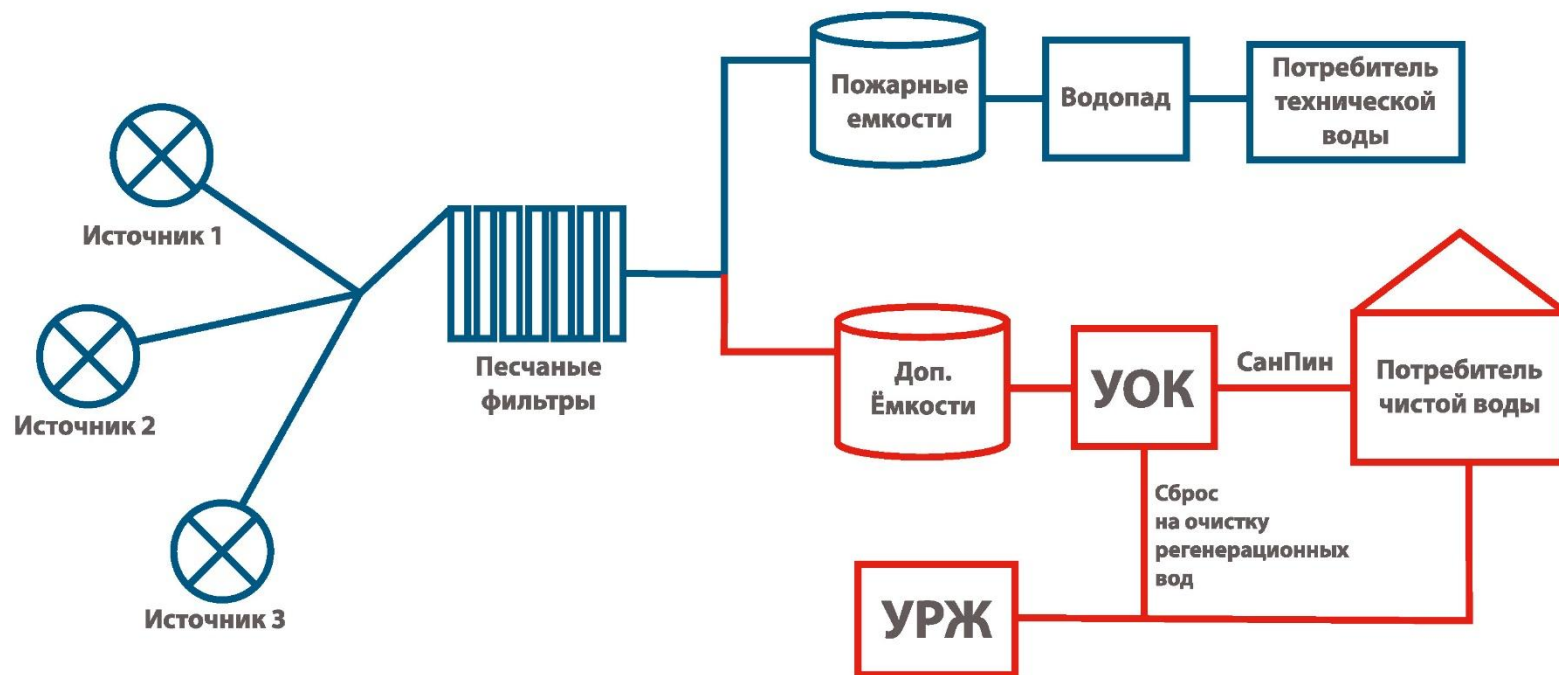 Пожарные
емкости
Водопад
Потребитель
технической
воды
Источник 1
Источник 2
Источник 3
Песчаные
фильтры
Доп.
Ёмкости
УОК
СанПин
Потребитель
чистой воды
Сброс
на очистку
регенерационных
вод
УРЖ